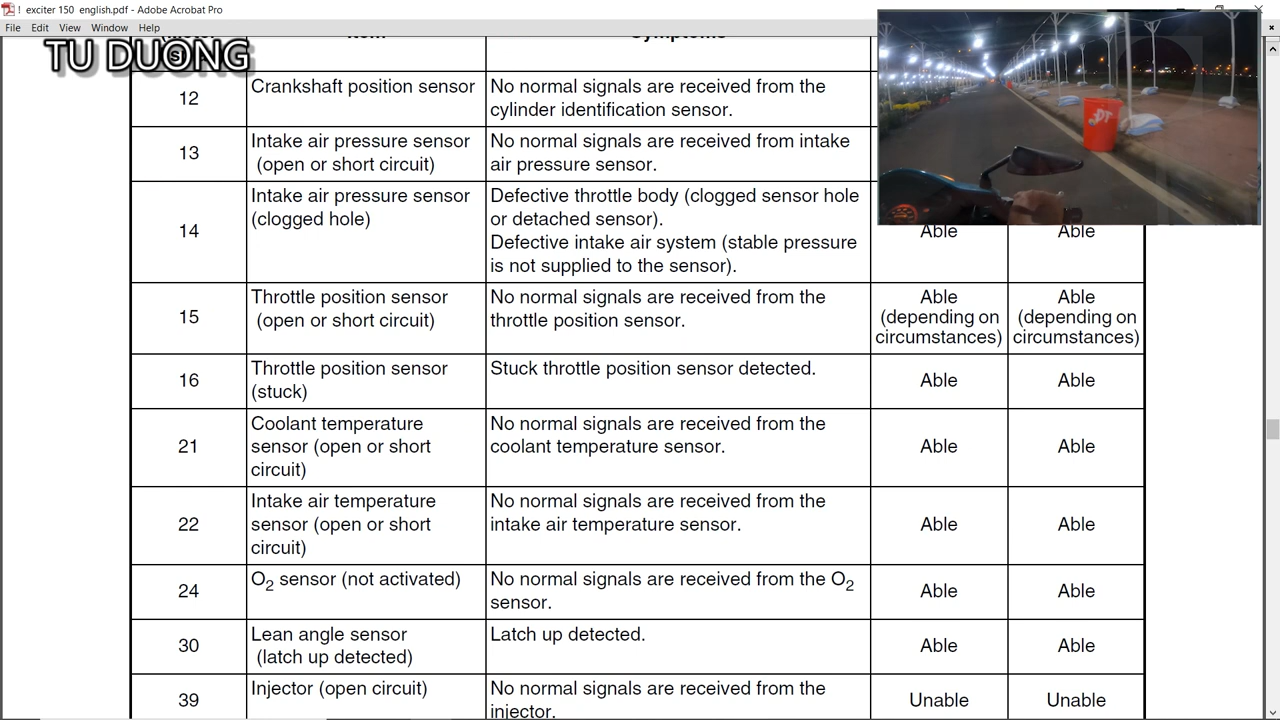 ! exciter 150 english.pdf - Adobe Acrobat Pro
File Edit View Window Help
TU DUONG
Symptoms
12
Crankshaft position sensor
No normal signals are received from the
cylinder identification sensor.
13
Intake air pressure sensor
(open or short circuit)
No normal signals are received from intake
air pressure sensor.
14
Intake air pressure sensor
(clogged hole)
Defective throttle body (clogged sensor hole
or detached sensor).
Defective intake air system (stable pressure
is not supplied to the sensor).
Able
Able
15
Throttle position sensor
(open or short circuit)
No normal signals are received from the
throttle position sensor.
Able
(depending on
circumstances)
Able
(depending on
circumstances)
16
Throttle position sensor
(stuck)
Stuck throttle position sensor detected.
Able
Able
21
Coolant temperature
sensor (open or short
circuit)
No normal signals are received from the
coolant temperature sensor.
Able
Able
22
Intake air temperature
sensor (open or short
circuit)
No normal signals are received from the
intake air temperature sensor.
Able
Able
24
O2 sensor (not activated)
No normal signals are received from the O2
sensor.
Able
Able
30
Lean angle sensor
(latch up detected)
Latch up detected.
Able
Able
39
Injector (open circuit)
No normal signals are received from the
injector.
Unable
Unable